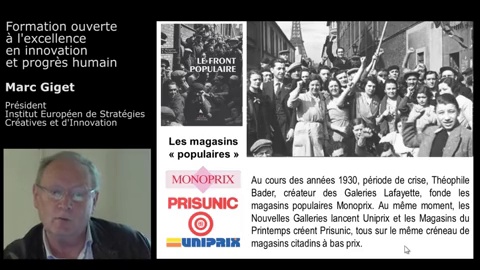 Formation ouverte
à l'excellence
en innovation
et progrès humain
Marc Giget
Président
Institut Européen de Stratégies
Créatives et d'Innovation
LE FRONT
POPULAIRE
Les magasins
« populaires »
MONOPRIX
PRISUNIC
UNIPRIX
Au cours des années 1930, période de crise, Théophile
Bader, créateur des Galeries Lafayette, fonde les
magasins populaires Monoprix. Au même moment, les
Nouvelles Galleries lancent Uniprix et les Magasins du
Printemps créent Prisunic, tous sur le même créneau de
magasins citadins à bas prix.